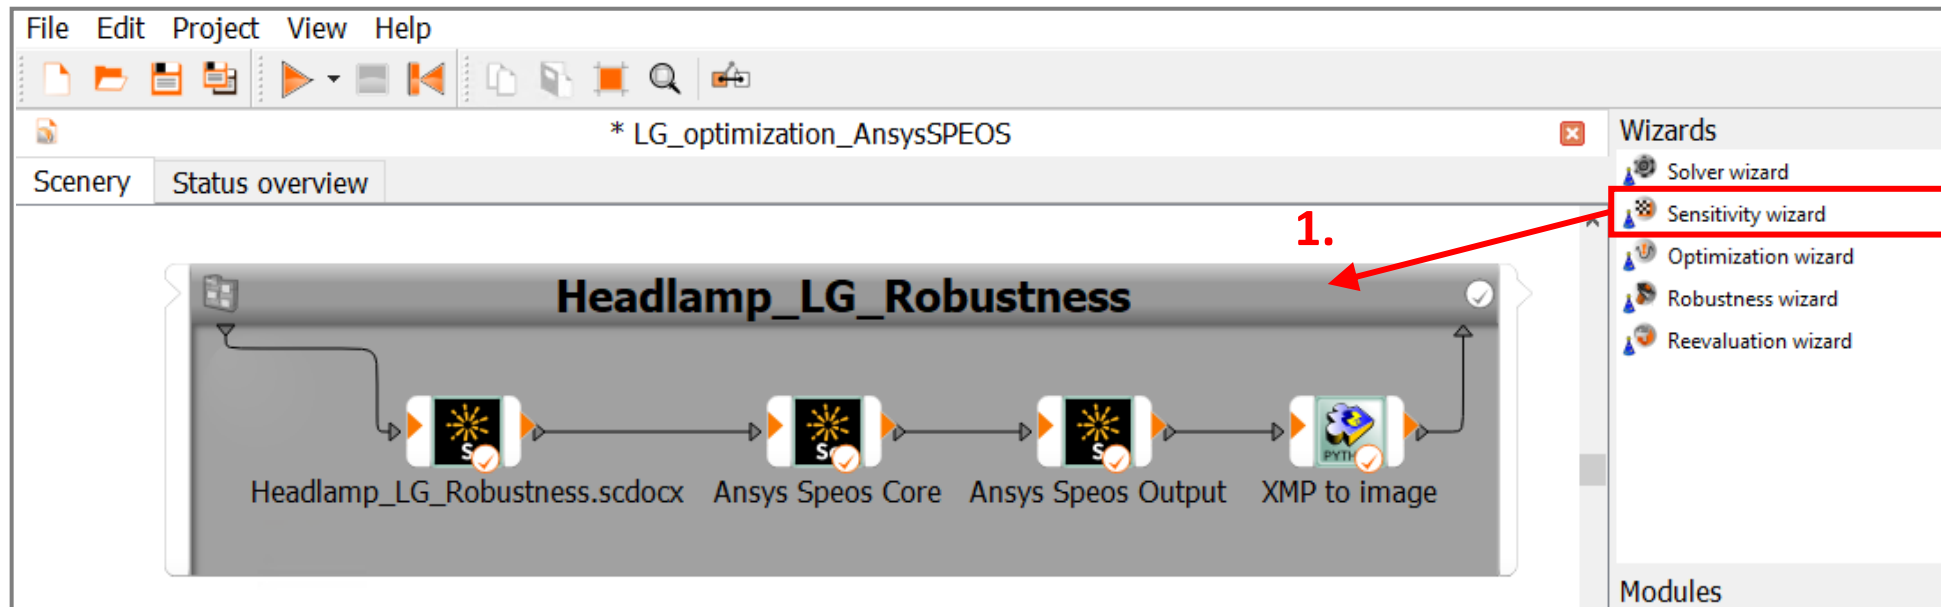 File Edit Project View Help
* LG_optimization_AnsysSPEOS
Wizards
Scenery Status overview
Solver wizard
1.
Sensitivity wizard
Optimization wizard
Headlamp_LG_Robustness
Robustness wizard
Reevaluation wizard
PYTH
Headlamp_LG_Robustness.scdocx Ansys Speos Core Ansys Speos Output XMP to image
Modules